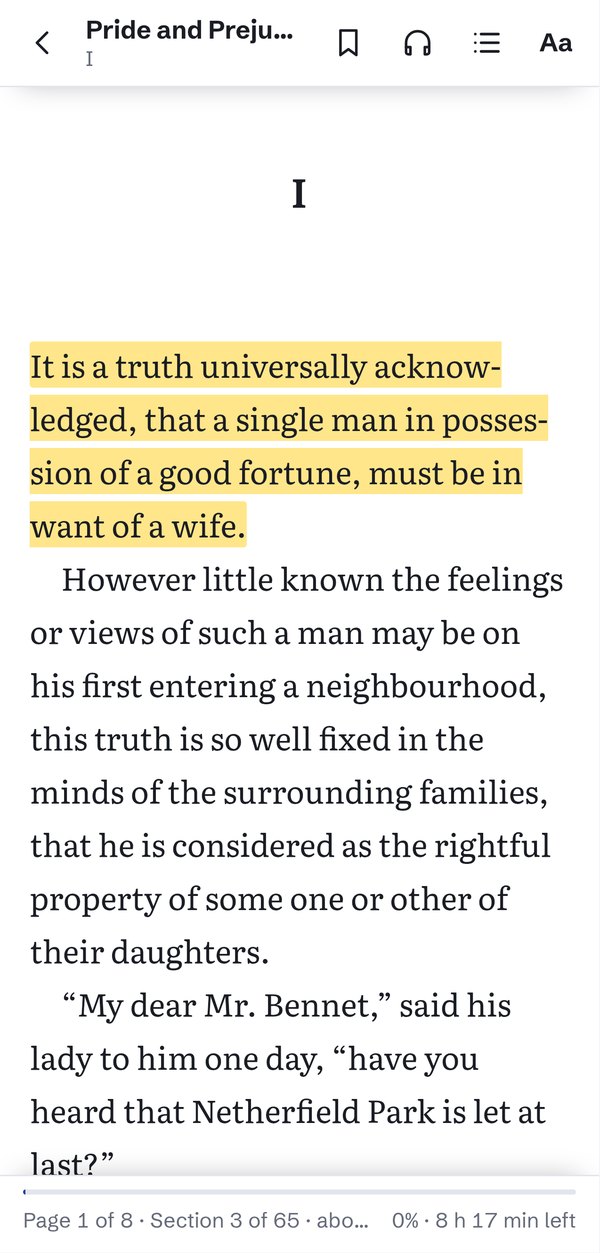 Pride and Preju...
I
Aa
I
It is a truth universally acknow-
ledged, that a single man in posses-
sion of a good fortune, must be in
want of a wife.
However little known the feelings
or views of such a man may be on
his first entering a neighbourhood,
this truth is so well fixed in the
minds of the surrounding families,
that he is considered as the rightful
property of some one or other of
their daughters.
“My dear Mr. Bennet,” said his
lady to him one day, “have you
heard that Netherfield Park is let at
last?”
Page 1 of 8 · Section 3 of 65 · abo... 0% · 8 h 17 min left